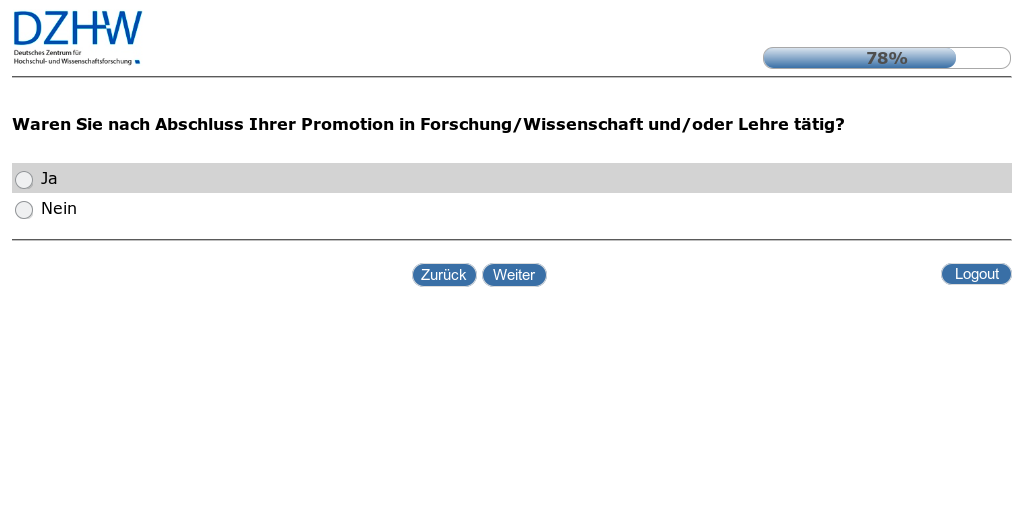 DZHW
Deutsches Zentrum für
Hochschul- und Wissenschaftsforschung
78%
Waren Sie nach Abschluss Ihrer Promotion in Forschung/Wissenschaft und/oder Lehre tätig?
Ja
Nein
Zurück Weiter Logout